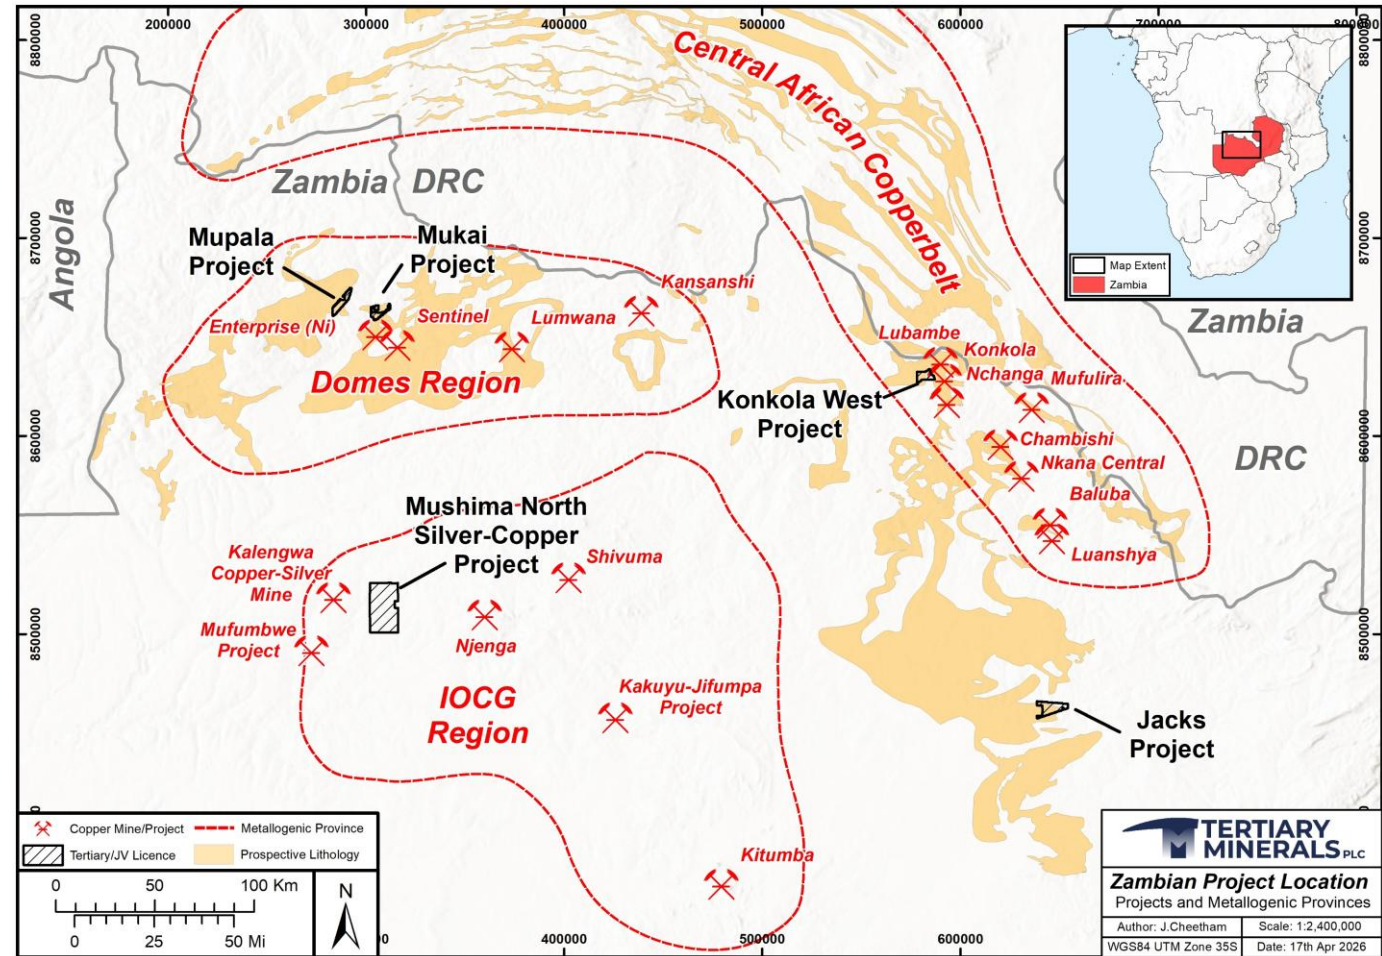 200000
300000
400000
500000
600000
700000
800000
8800000
8800000
Central African Copperbelt
Zambia
DRC
Angola
8700000
8700000
Mupala
Project
Mukai
Project
Kansanshi
Enterprise (Ni)
Sentinel
Lumwana
Domes Region
Map Extent
Zambia
Zambia
Lubambe
Konkola
Nchanga
Mufulira
Konkola West
Project
Chambishi
Nkana Central
Baluba
Luanshya
DRC
8600000
8600000
Mushima North
Silver-Copper
Project
Kalengwa
Copper-Silver
Mine
Shivuma
Mufumbwe
Project
Njenga
8500000
8500000
IOCG
Region
Kakuyu-Jifumpa
Project
Jacks
Project
Kitumba
Copper Mine/Project
Metallogenic Province
Tertiary/JV Licence
Prospective Lithology
0 50 100 Km
0 25 50 Mi
N
400000
500000
600000
TERTIARY
MINERALS PLC
Zambian Project Location
Projects and Metallogenic Provinces
Author: J.Cheetham
Scale: 1:2,400,000
WGS84 UTM Zone 35S
Date: 17th Apr 2026